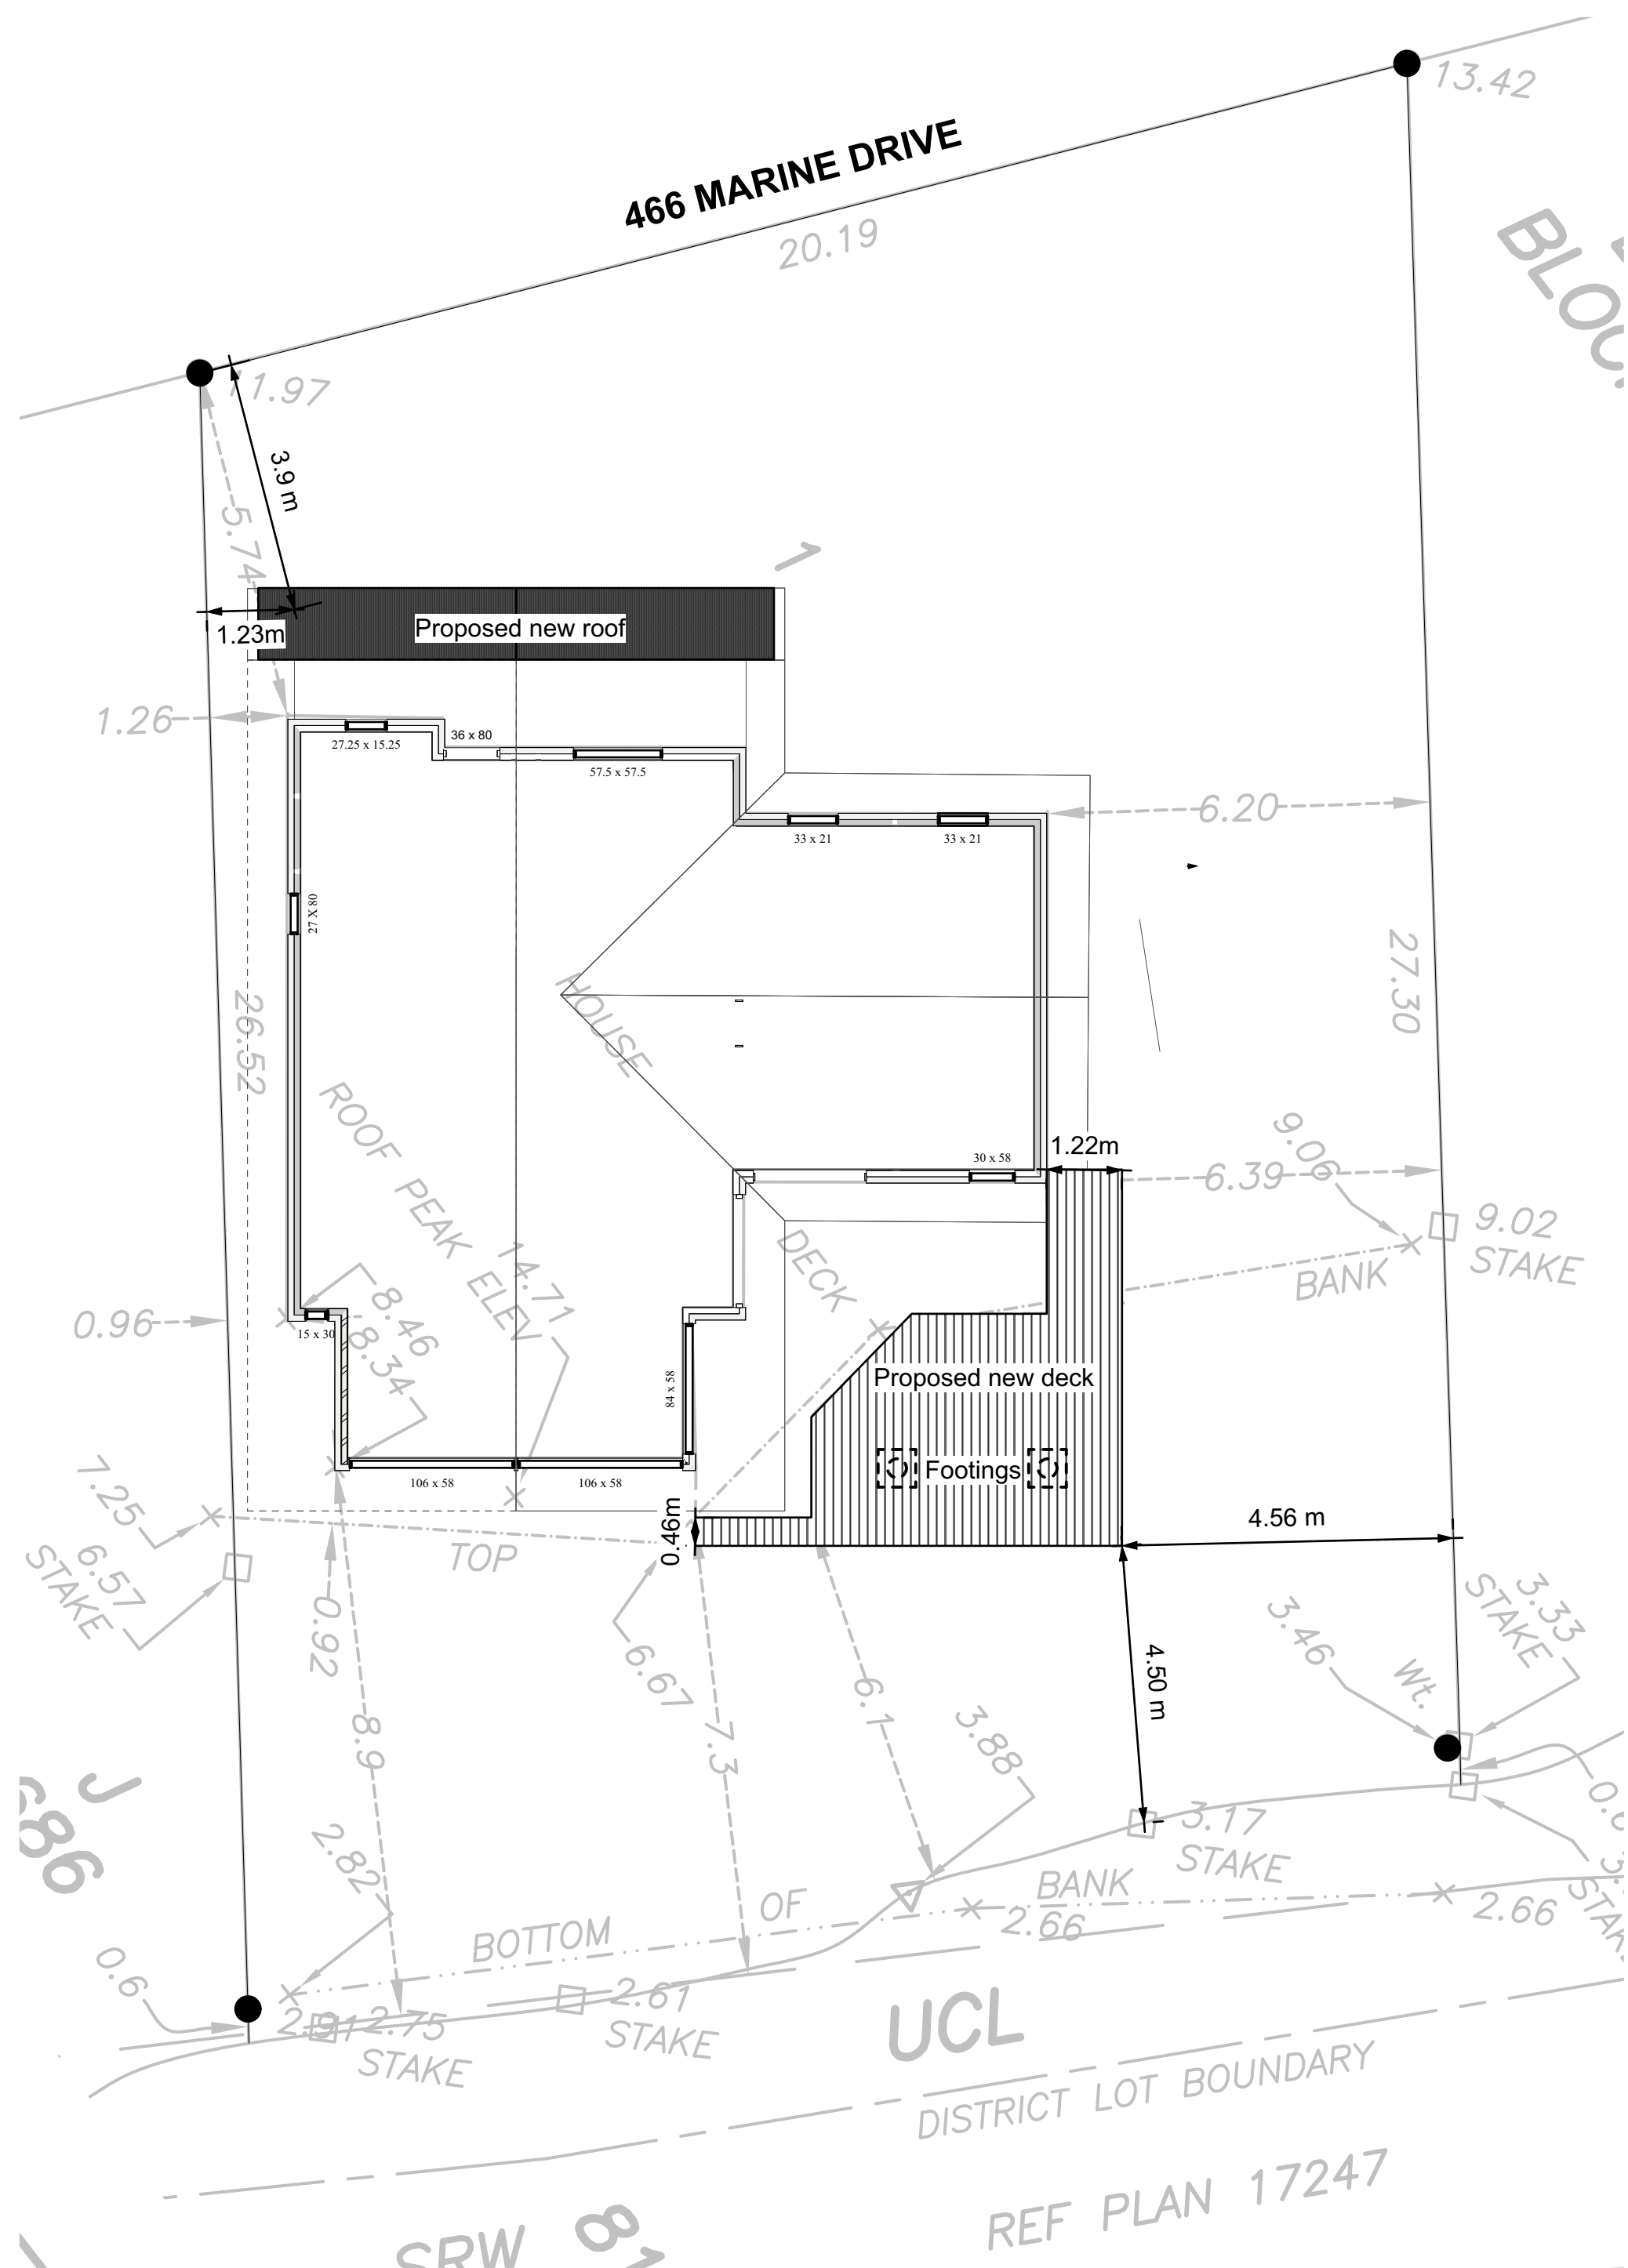 13.42
466 MARINE DRIVE
20.19
BLOC
11.97
3.9 m
5.74
1
Proposed new roof
1.23m
1.26
36 x 80
27.25 x 15.25
57.5 x 57.5
6.20
33 x 21
33 x 21
27 X 80
27.30
HOUSE
26.52
ROOF PEAK ELEV 14.71
1.22m
30 x 58
9.06
6.39
9.02
STAKE
DECK
BANK
0.96
8.46
8.34
15 x 30
Proposed new deck
84 x 58
Footings
7.25
106 x 58
106 x 58
0.46m
4.56 m
TOP
6.57
STAKE
0.92
3.33
STAKE
3.46
6.67
4.50 m
Wt.
6.1
8.9
7.3
3.88
J
686
3.17
STAKE
2.82
BANK
OF
BOTTOM
2.66
2.66
STAK
0.6
2.91
2.75
STAKE
2.61
STAKE
UCL
DISTRICT LOT BOUNDARY
REF PLAN 17247
SRW 81